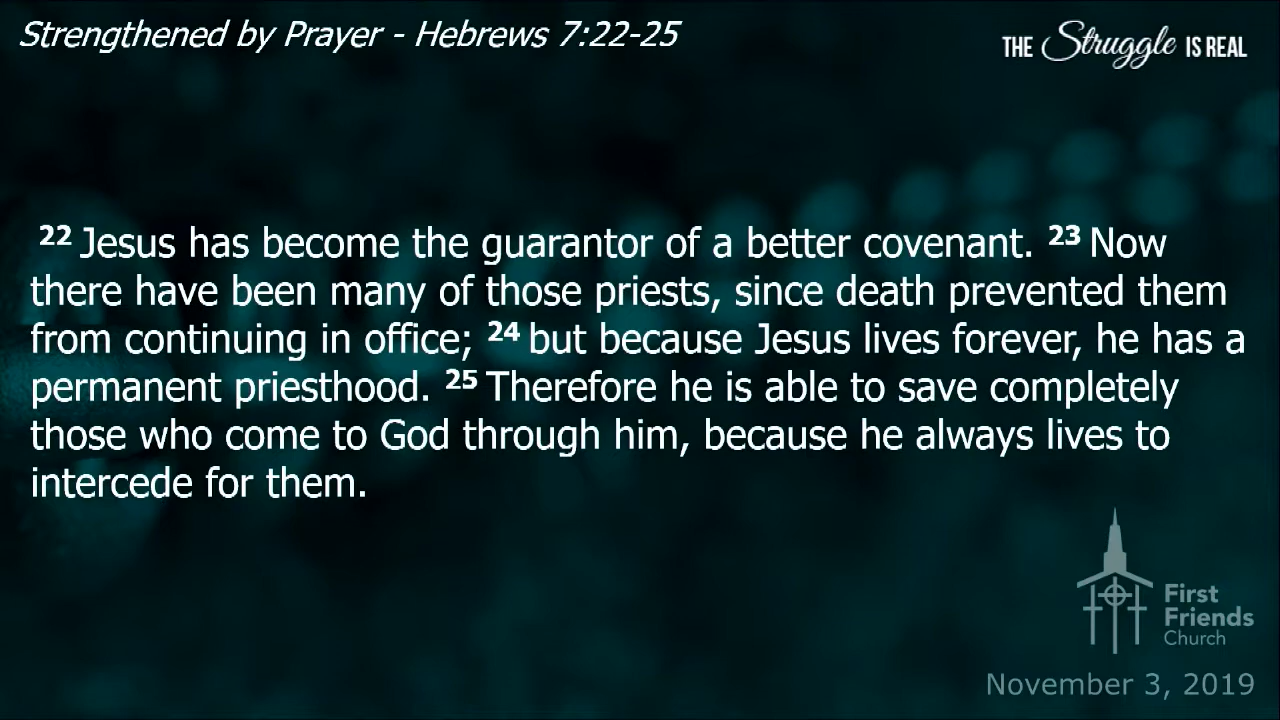 Strengthened by Prayer - Hebrews 7:22-25
THE Struggle IS REAL
22 Jesus has become the guarantor of a better covenant. 23 Now
there have been many of those priests, since death prevented them
from continuing in office; 24 but because Jesus lives forever, he has a
permanent priesthood. 25 Therefore he is able to save completely
those who come to God through him, because he always lives to
intercede for them.
First
Friends
Church
November 3, 2019